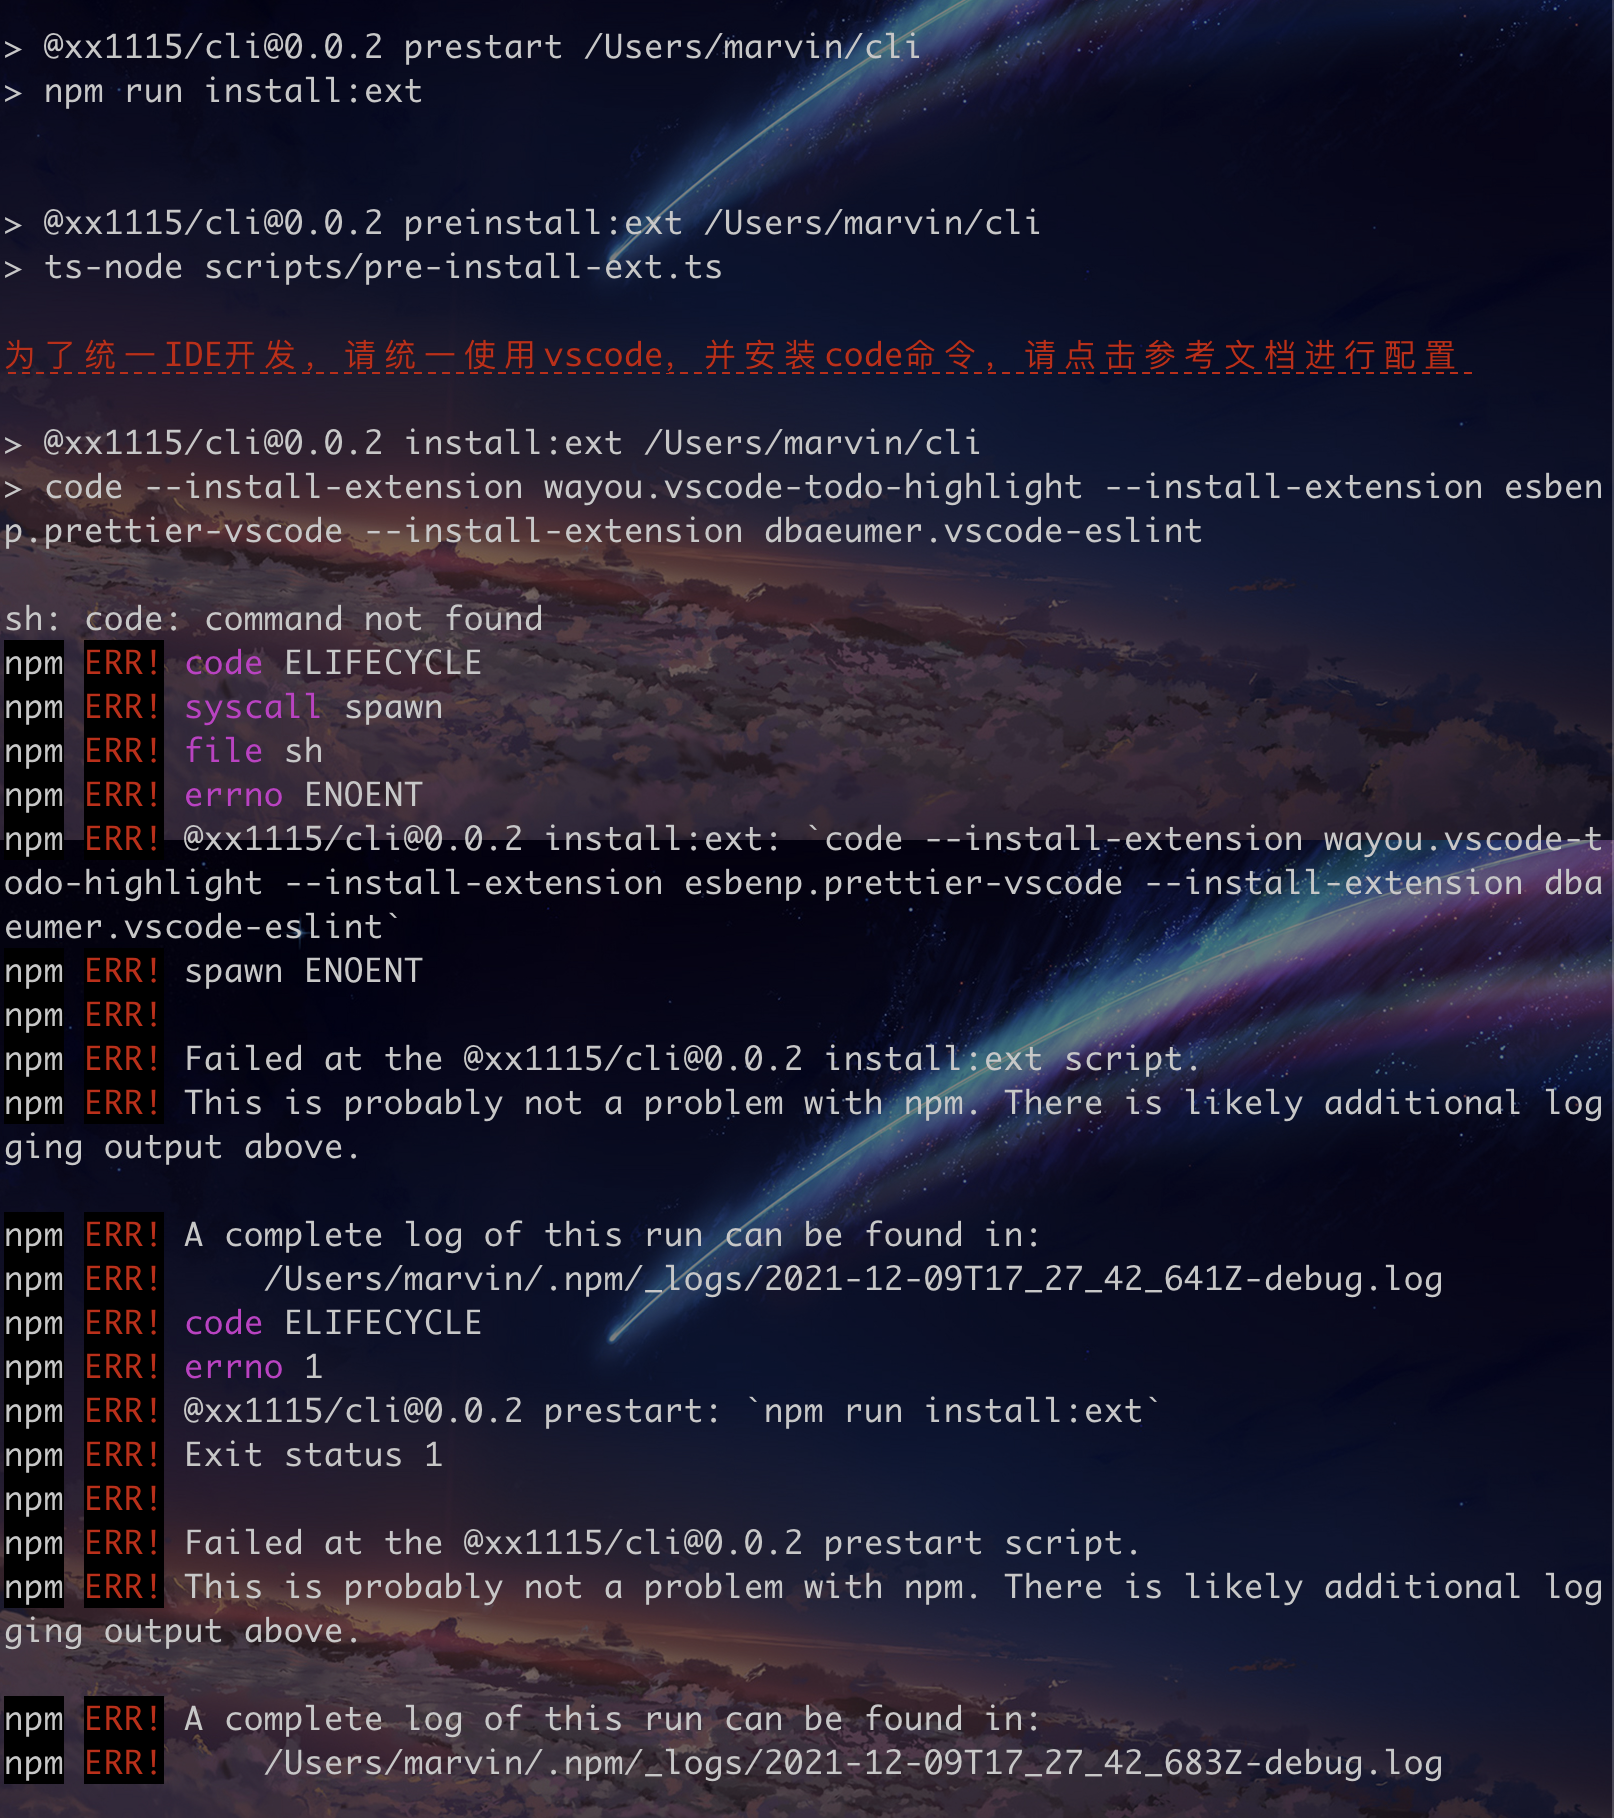 > @xx1115/cli@0.0.2 prestart /Users/marvin/cli
> npm run install:ext
> @xx1115/cli@0.0.2 preinstall:ext /Users/marvin/cli
> ts-node scripts/pre-install-ext.ts
为了统一IDE开发, 请统一使用vscode, 并安装code命令, 请点击参考文档进行配置
> @xx1115/cli@0.0.2 install:ext /Users/marvin/cli
> code --install-extension wayou.vscode-todo-highlight --install-extension esben
p.prettier-vscode --install-extension dbaeumer.vscode-eslint
sh: code: command not found
npm ERR! code ELIFECYCLE
npm ERR! syscall spawn
npm ERR! file sh
npm ERR! errno ENOENT
npm ERR! @xx1115/cli@0.0.2 install:ext: `code --install-extension wayou.vscode-t
odo-highlight --install-extension esbenp.prettier-vscode --install-extension dba
eumer.vscode-eslint`
npm ERR! spawn ENOENT
npm ERR!
npm ERR! Failed at the @xx1115/cli@0.0.2 install:ext script.
npm ERR! This is probably not a problem with npm. There is likely additional log
ging output above.
npm ERR! A complete log of this run can be found in:
npm ERR!     /Users/marvin/.npm/_logs/2021-12-09T17_27_42_641Z-debug.log
npm ERR! code ELIFECYCLE
npm ERR! errno 1
npm ERR! @xx1115/cli@0.0.2 prestart: `npm run install:ext`
npm ERR! Exit status 1
npm ERR!
npm ERR! Failed at the @xx1115/cli@0.0.2 prestart script.
npm ERR! This is probably not a problem with npm. There is likely additional log
ging output above.
npm ERR! A complete log of this run can be found in:
npm ERR!     /Users/marvin/.npm/_logs/2021-12-09T17_27_42_683Z-debug.log